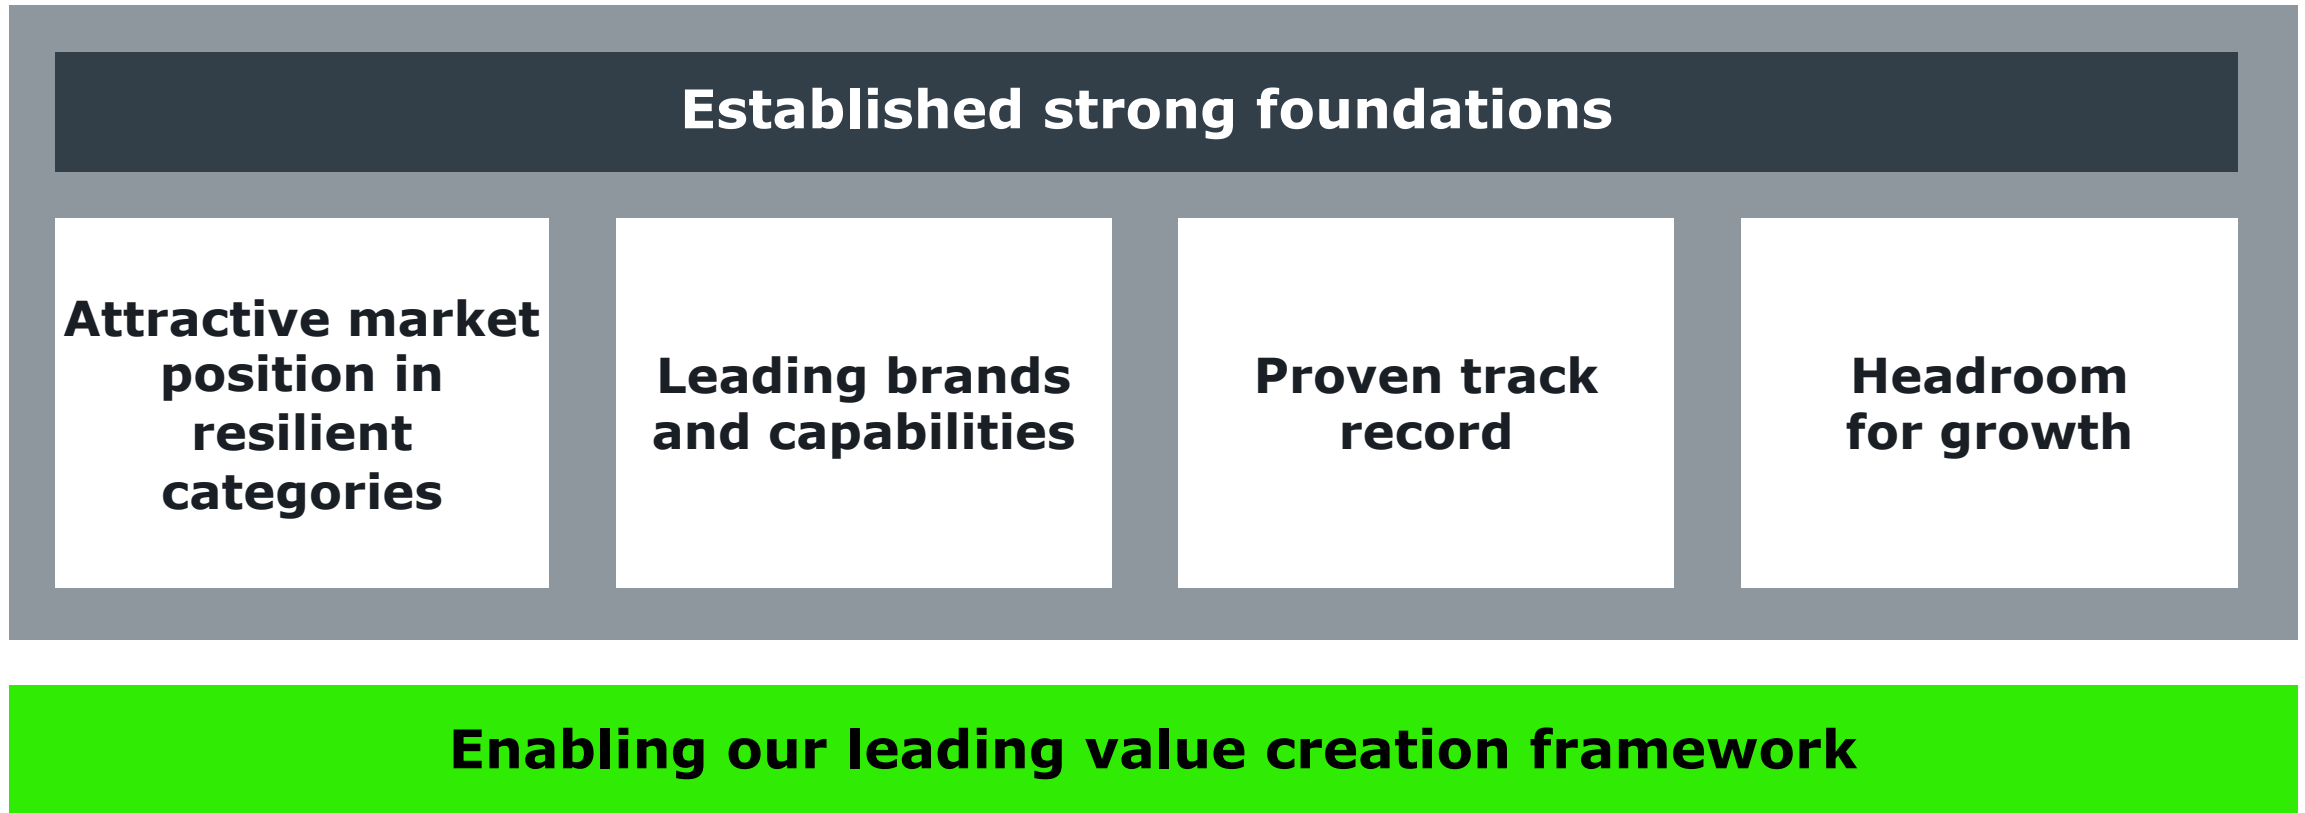 Established strong foundations
Attractive market
position in
resilient
categories
Leading brands
and capabilities
Proven track
record
Headroom
for growth
Enabling our leading value creation framework